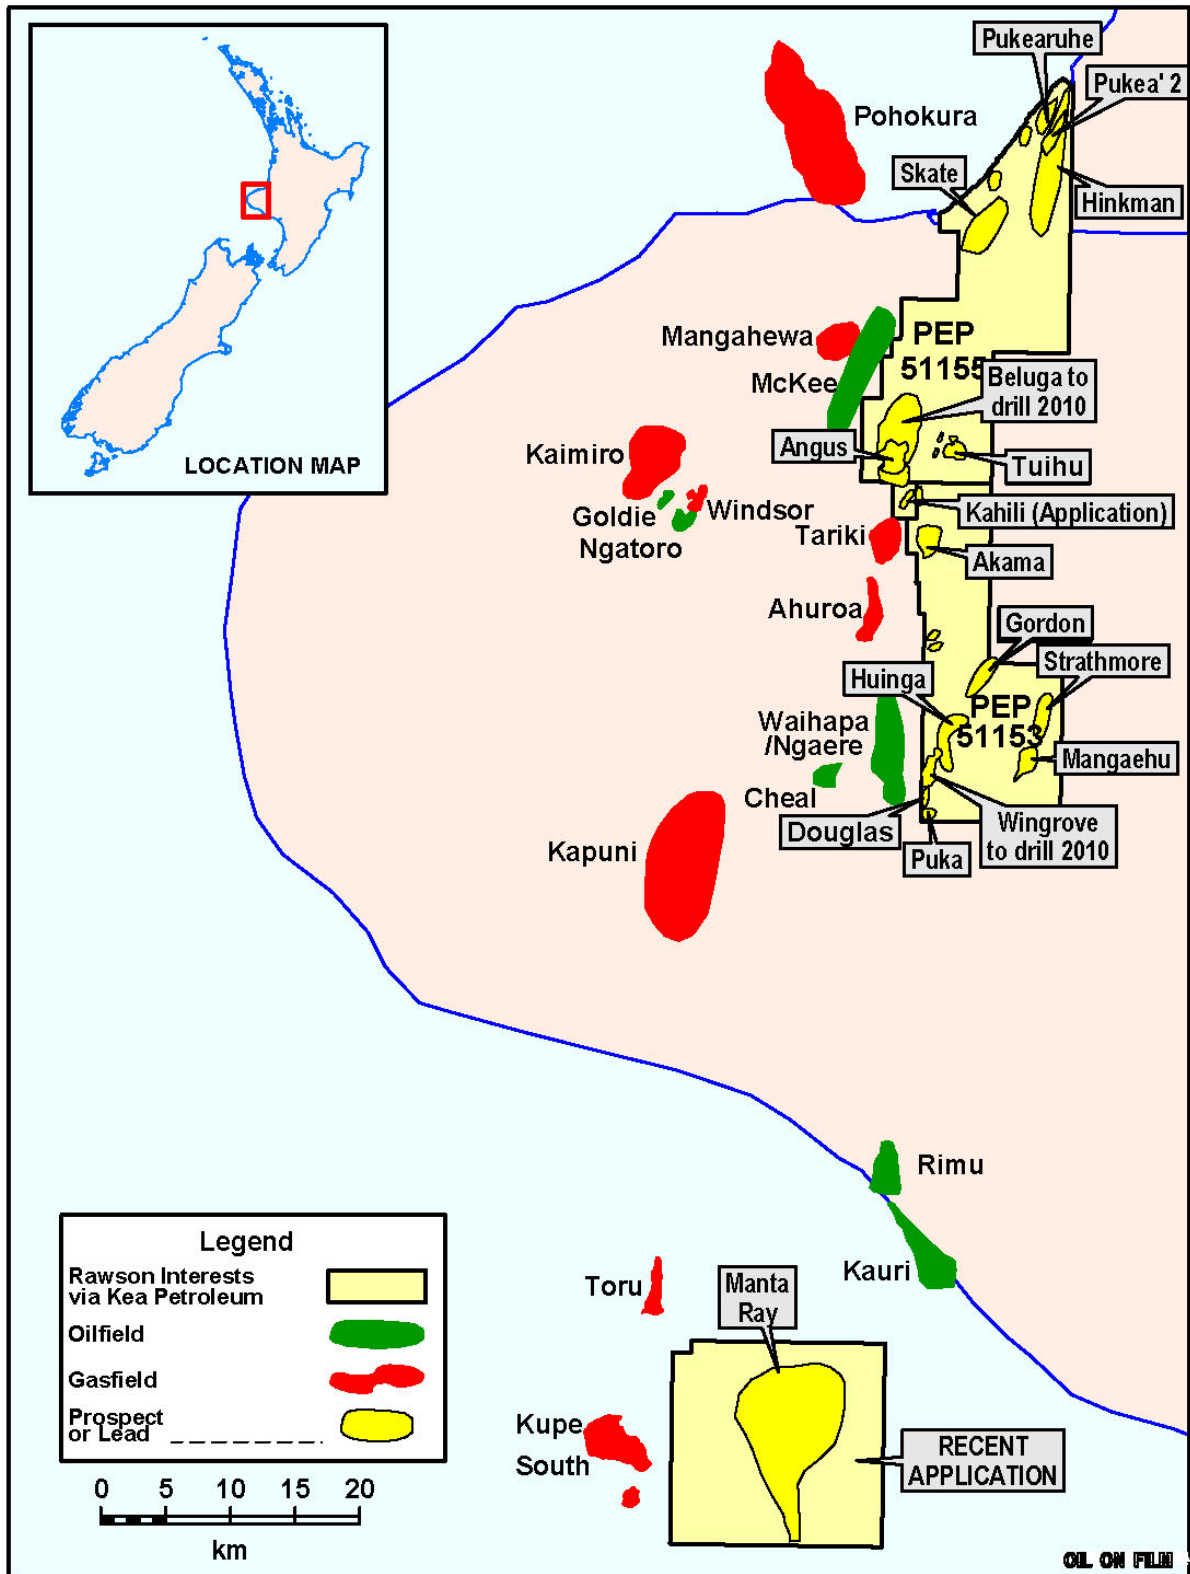 Pukearuhe
Pukea' 2
Pohokura
Skate
Hinkman
LOCATION MAP
Mangahewa
PEP
51155
McKee
Beluga to
drill 2010
Angus
Tuihu
Kaimiro
Goldie
Windsor
Ngatoro
Kahili (Application)
Tariki
Akama
Ahuroa
Gordon
Strathmore
Huinga
Waihapa
/Ngaere
PEP
51153
Mangaehu
Cheal
Douglas
Wingrove
to drill 2010
Puka
Kapuni
Rimu
Kauri
Toru
Manta
Ray
Kupe
South
RECENT
APPLICATION
Legend
Rawson Interests
via Kea Petroleum
Oilfield
Gasfield
Prospect
or Lead
0 5 10 15 20
km
OIL ON FILM